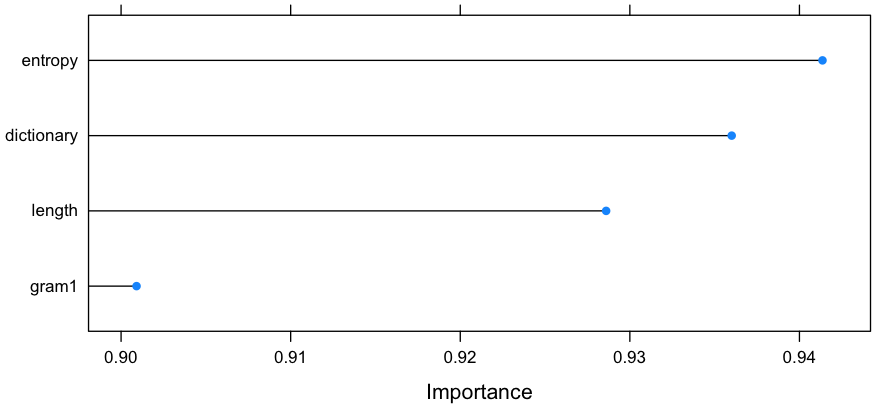 entropy
dictionary
length
gram1
0.90 0.91 0.92 0.93 0.94
Importance